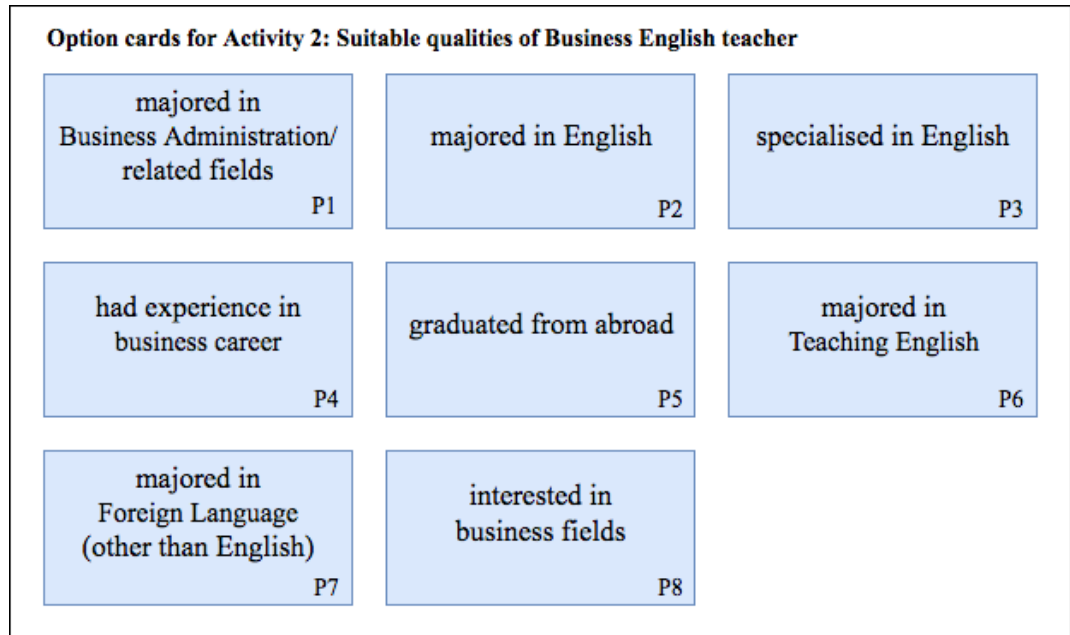 Option cards for Activity 2: Suitable qualities of Business English teacher
majored in
Business Administration/
related fields
P1
majored in English
P2
specialised in English
P3
had experience in
business career
P4
graduated from abroad
P5
majored in
Teaching English
P6
majored in
Foreign Language
(other than English)
P7
interested in
business fields
P8